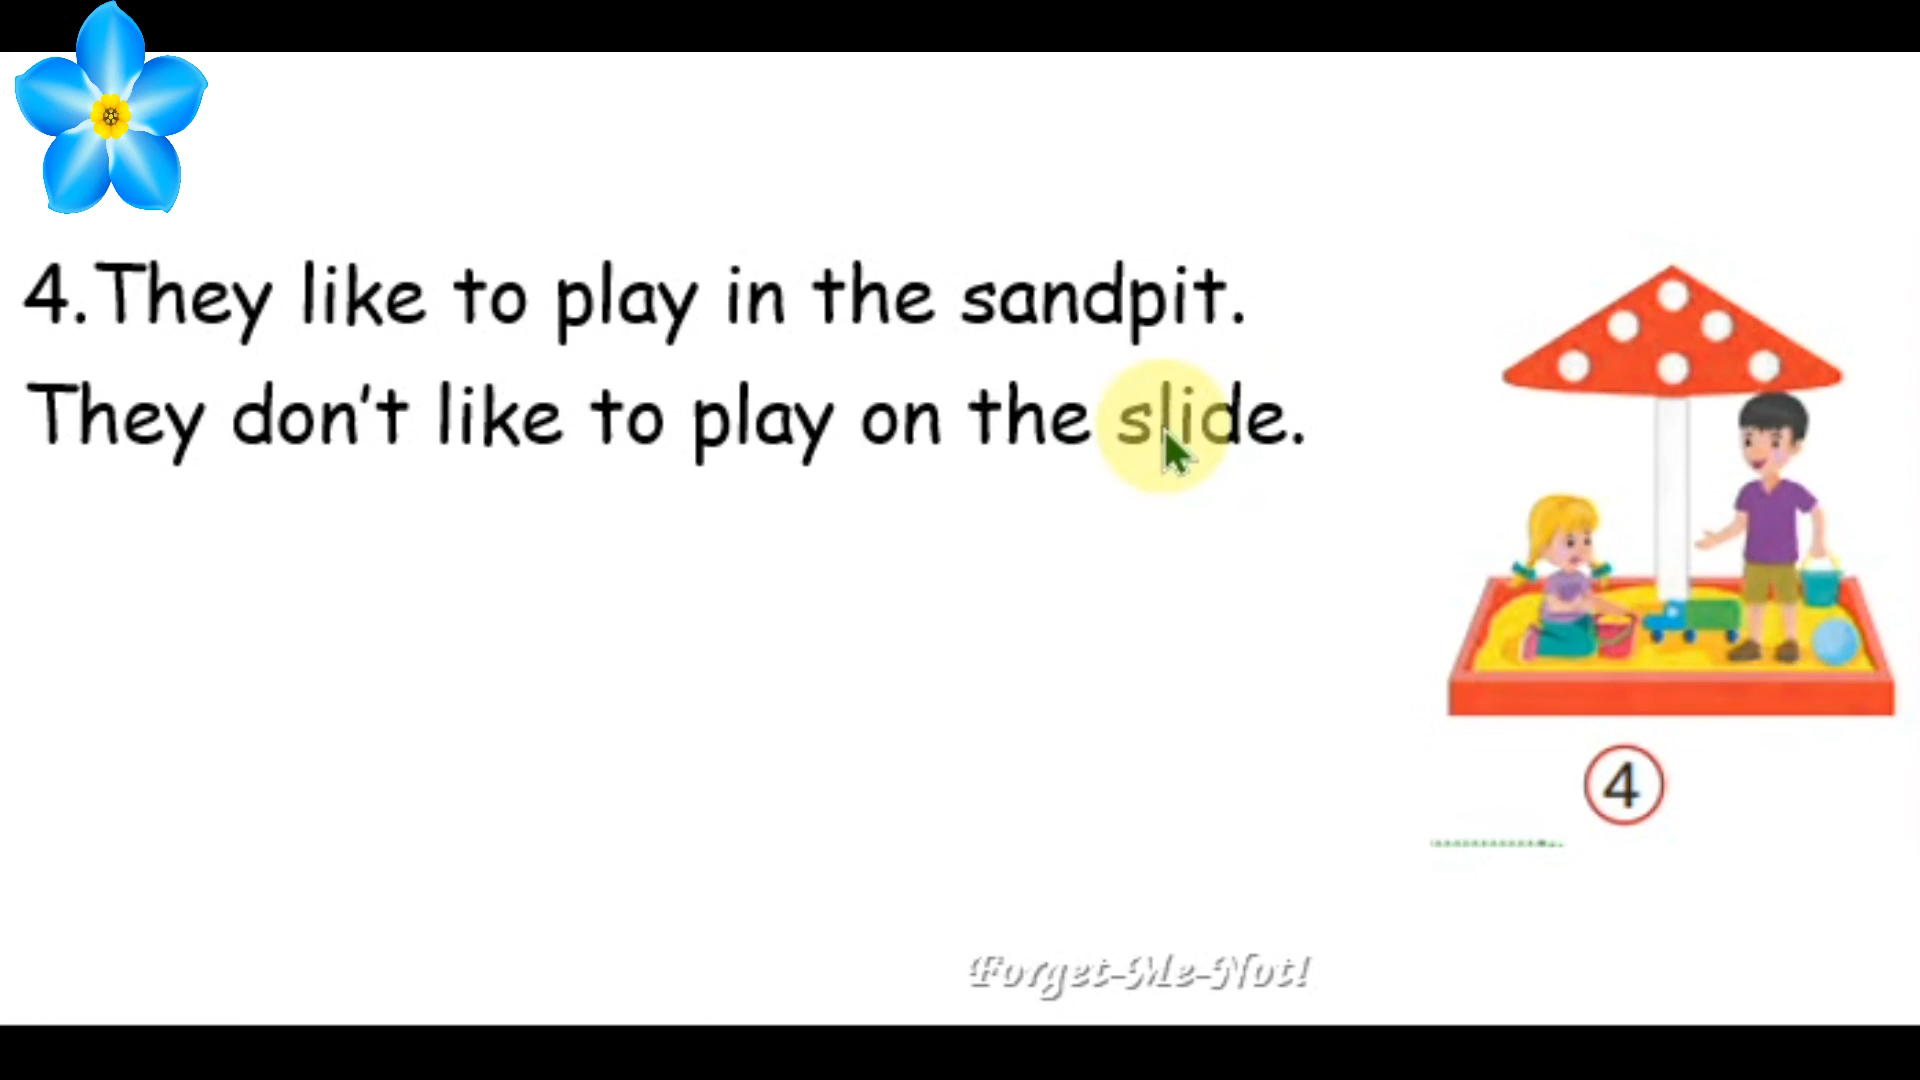 4.They like to play in the sandpit.
They don't like to play on the slide.
4
Forget-Me-Not!